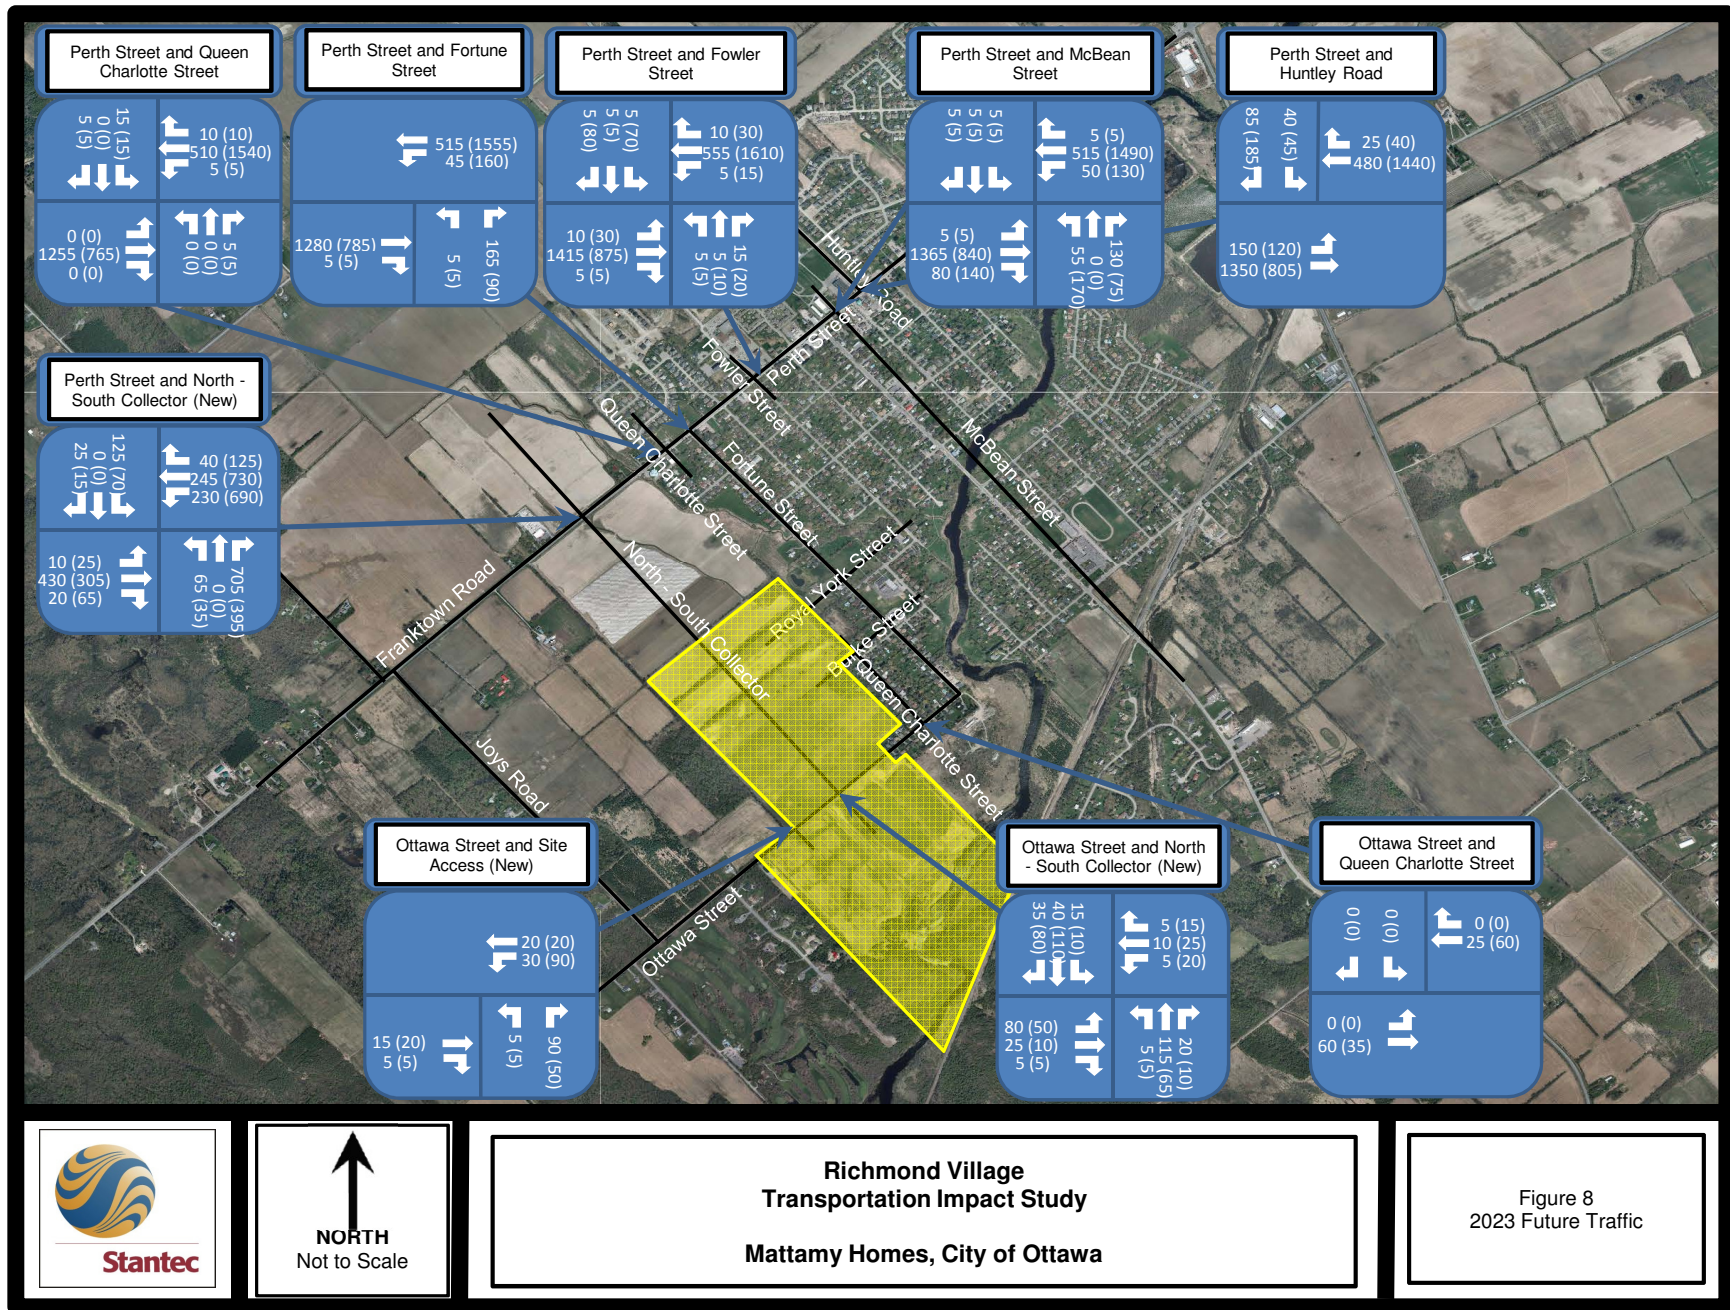 Perth Street and Queen
Charlotte Street
15 (15)
0 (0)
5 (5)
10 (10)
510 (1540)
5 (5)
0 (0)
1255 (765)
0 (0)
5 (5)
0 (0)
0 (0)
Perth Street and Fortune
Street
515 (1555)
45 (160)
1280 (785)
5 (5)
165 (90)
5 (5)
Perth Street and Fowler
Street
5 (70)
5 (5)
5 (80)
10 (30)
555 (1610)
5 (15)
10 (30)
1415 (875)
5 (5)
15 (20)
5 (10)
5 (5)
Perth Street and McBean
Street
5 (5)
5 (5)
5 (5)
5 (5)
515 (1490)
50 (130)
5 (5)
1365 (840)
80 (140)
130 (75)
0 (0)
55 (170)
Perth Street and
Huntley Road
40 (45)
85 (185)
25 (40)
480 (1440)
150 (120)
1350 (805)
Perth Street and North -
South Collector (New)
125 (70)
0 (0)
25 (15)
40 (125)
245 (730)
230 (690)
10 (25)
430 (305)
20 (65)
705 (395)
0 (0)
65 (35)
Huntley Road
Perth Street
Fowler Street
Queen Charlotte Street
Fortune Street
McBean Street
North - South Collector
Royal York Street
Burke Street
Queen Charlotte Street
Franktown Road
Joys Road
Ottawa Street
Ottawa Street and Site
Access (New)
20 (20)
30 (90)
15 (20)
5 (5)
90 (50)
5 (5)
Ottawa Street and North
- South Collector (New)
15 (10)
40 (110)
35 (80)
5 (15)
10 (25)
5 (20)
80 (50)
25 (10)
5 (5)
20 (10)
115 (65)
5 (5)
Ottawa Street and
Queen Charlotte Street
0 (0)
0 (0)
0 (0)
25 (60)
0 (0)
60 (35)
Stantec
NORTH
Not to Scale
Richmond Village
Transportation Impact Study
Mattamy Homes, City of Ottawa
Figure 8
2023 Future Traffic